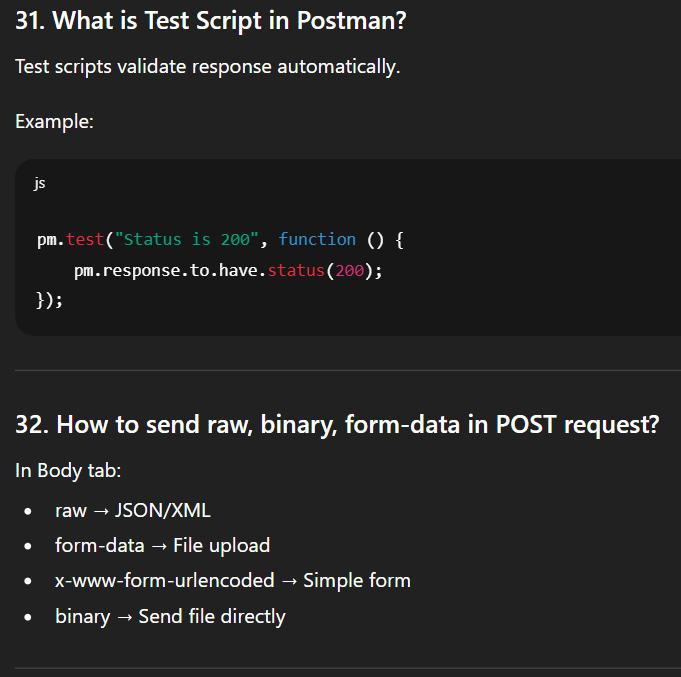 31. What is Test Script in Postman?
Test scripts validate response automatically.
Example:
js
pm.test("Status is 200", function () {
    pm.response.to.have.status(200);
});
32. How to send raw, binary, form-data in POST request?
In Body tab:
• raw → JSON/XML
• form-data → File upload
• x-www-form-urlencoded → Simple form
• binary → Send file directly